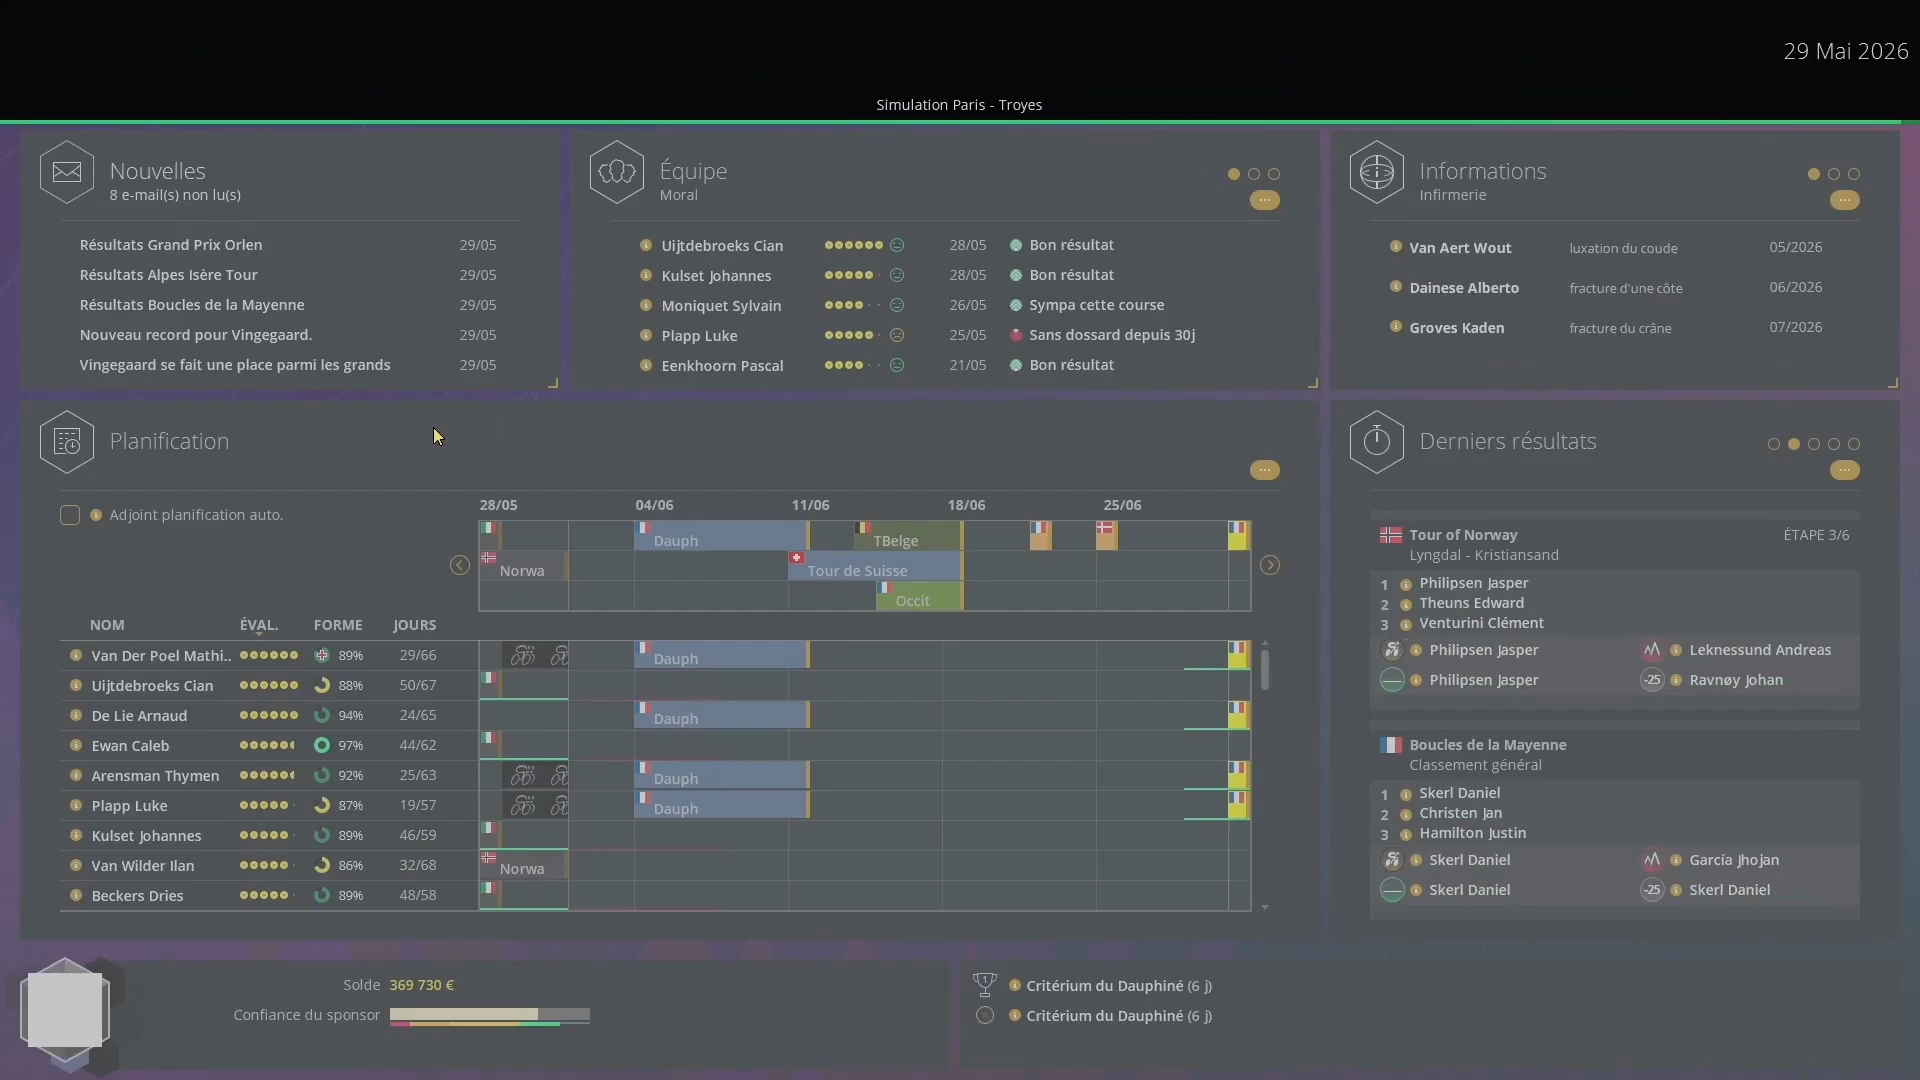 29 Mai 2026
Simulation Paris - Troyes
Nouvelles
8 e-mail(s) non lu(s)
Résultats Grand Prix Orlen 29/05
Résultats Alpes Isère Tour 29/05
Résultats Boucles de la Mayenne 29/05
Nouveau record pour Vingegaard. 29/05
Vingegaard se fait une place parmi les grands 29/05
Équipe
Moral
Uijtdebroeks Cian 28/05 Bon résultat
Kulset Johannes 28/05 Bon résultat
Moniquet Sylvain 26/05 Sympa cette course
Plapp Luke 25/05 Sans dossard depuis 30j
Eenkhoorn Pascal 21/05 Bon résultat
Informations
Infirmerie
Van Aert Wout luxation du coude 05/2026
Dainese Alberto fracture d'une côte 06/2026
Groves Kaden fracture du crâne 07/2026
Planification
Adjoint planification auto.
28/05 04/06 11/06 18/06 25/06
Dauph TBelge
Norwa Tour de Suisse
Occit
NOM ÉVAL. FORME JOURS
Van Der Poel Mathi.. 89% 29/66 Dauph
Uijtdebroeks Cian 88% 50/67
De Lie Arnaud 94% 24/65 Dauph
Ewan Caleb 97% 44/62
Arensman Thymen 92% 25/63 Dauph
Plapp Luke 87% 19/57 Dauph
Kulset Johannes 89% 46/59
Van Wilder Ilan 86% 32/68 Norwa
Beckers Dries 89% 48/58
Derniers résultats
Tour of Norway ÉTAPE 3/6
Lyngdal - Kristiansand
1 Philipsen Jasper
2 Theuns Edward
3 Venturini Clément
Philipsen Jasper Leknessund Andreas
Philipsen Jasper -25 Ravnøy Johan
Boucles de la Mayenne
Classement général
1 Skerl Daniel
2 Christen Jan
3 Hamilton Justin
Skerl Daniel García Jhojan
Skerl Daniel -25 Skerl Daniel
Solde 369 730 €
Confiance du sponsor
1 Critérium du Dauphiné (6 j)
Critérium du Dauphiné (6 j)